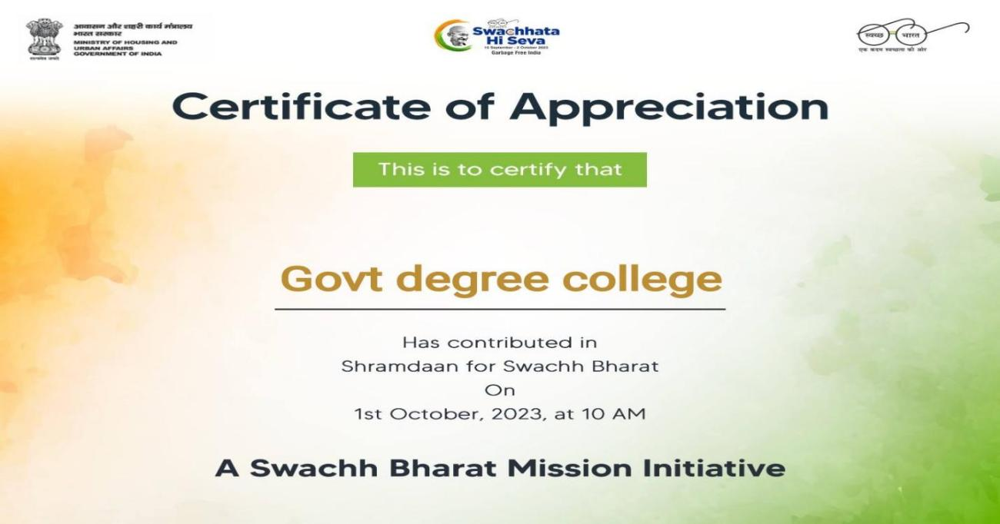 आवासन और शहरी कार्य मंत्रालय
भारत सरकार
MINISTRY OF HOUSING AND
URBAN AFFAIRS
GOVERNMENT OF INDIA
सत्यमेव जयते
Swachhata
Hi Seva
15 September - 2 October 2023
Garbage Free India
स्वच्छ भारत
एक कदम स्वच्छता की ओर
Certificate of Appreciation
This is to certify that
Govt degree college
Has contributed in
Shramdaan for Swachh Bharat
On
1st October, 2023, at 10 AM
A Swachh Bharat Mission Initiative